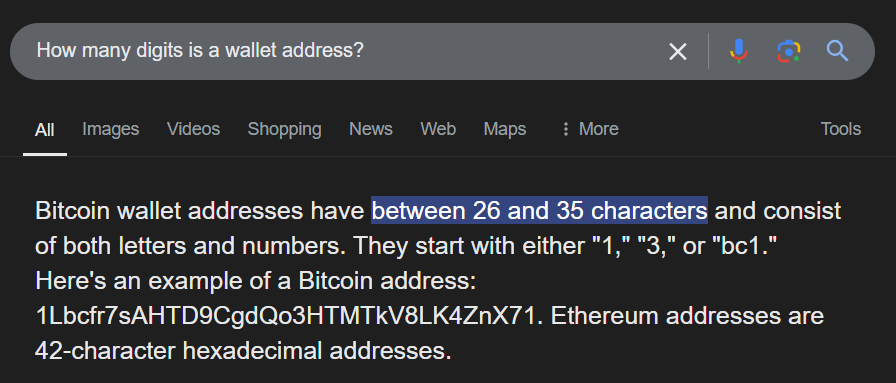 How many digits is a wallet address?
All Images Videos Shopping News Web Maps More Tools
Bitcoin wallet addresses have between 26 and 35 characters and consist
of both letters and numbers. They start with either "1," "3," or "bc1."
Here's an example of a Bitcoin address:
1Lbcfr7sAHTD9CgdQo3HTMTkV8LK4ZnX71. Ethereum addresses are
42-character hexadecimal addresses.